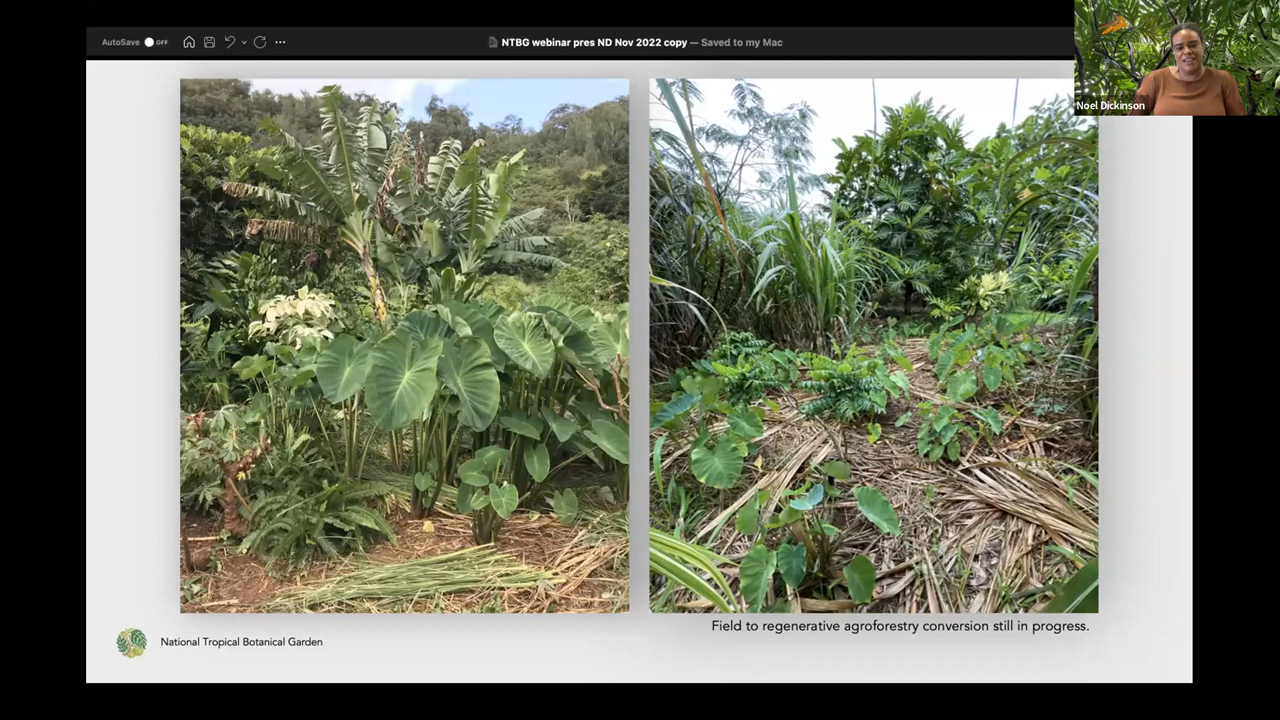 AutoSave OFF
NTBG webinar pres ND Nov 2022 copy — Saved to my Mac
Noel Dickinson
Field to regenerative agroforestry conversion still in progress.
National Tropical Botanical Garden